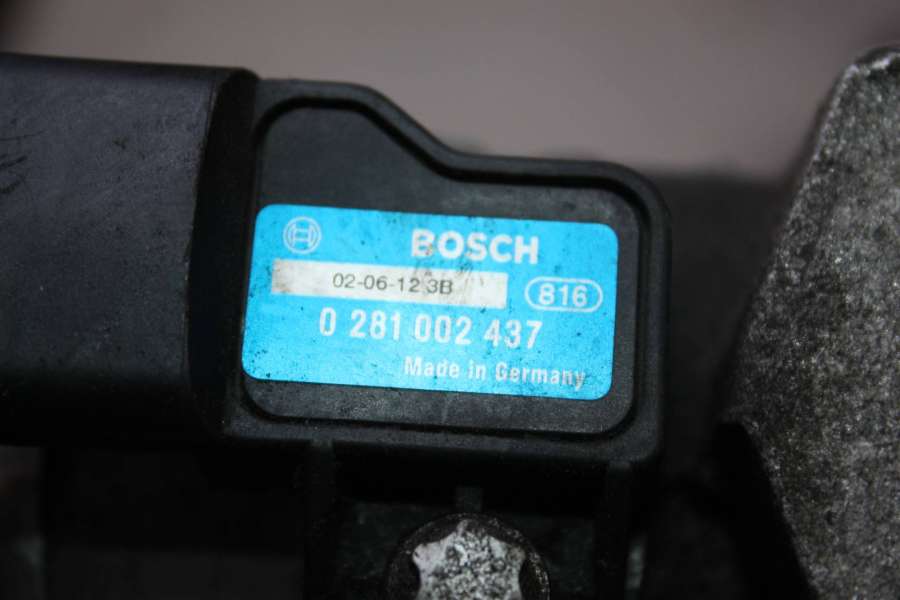 BOSCH
02-06-12 3B
816
0 281 002 437
Made in Germany